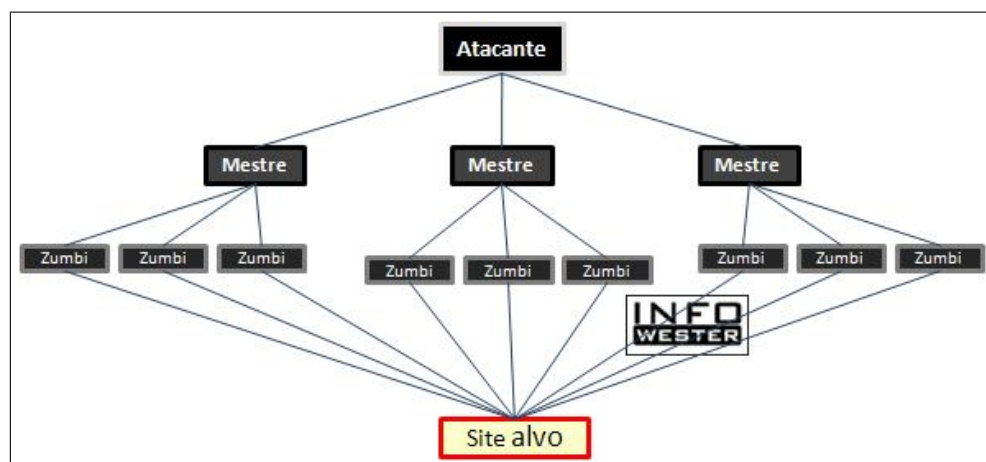 Atacante
Mestre Mestre Mestre
Zumbi Zumbi Zumbi Zumbi Zumbi Zumbi
Zumbi Zumbi Zumbi
INFO
WESTER
Site alvo